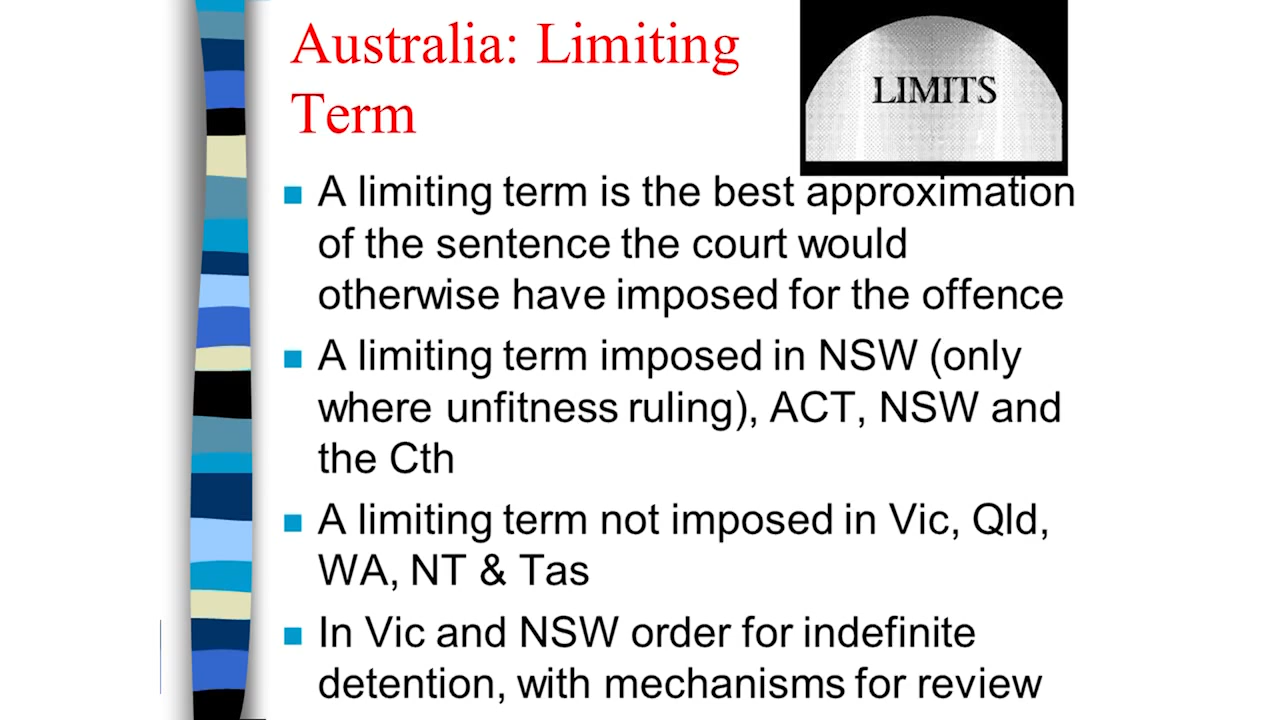 Australia: Limiting
Term
LIMITS
A limiting term is the best approximation
of the sentence the court would
otherwise have imposed for the offence
A limiting term imposed in NSW (only
where unfitness ruling), ACT, NSW and
the Cth
A limiting term not imposed in Vic, Qld,
WA, NT & Tas
In Vic and NSW order for indefinite
detention, with mechanisms for review